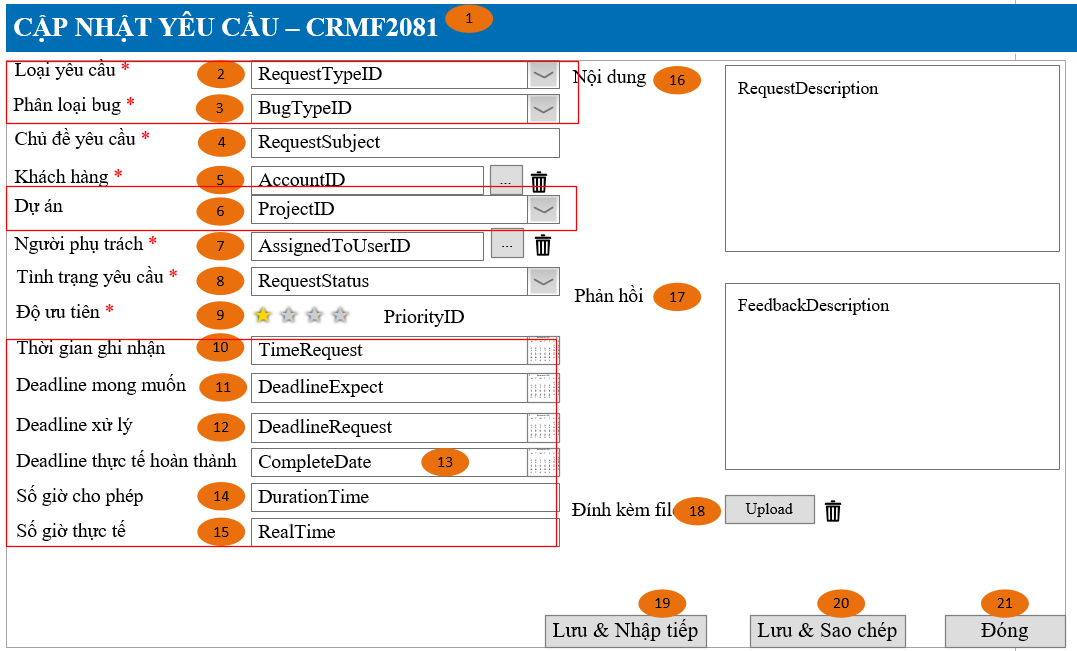 CẬP NHẬT YÊU CẦU – CRMF2081 1
Loại yêu cầu * 2 RequestTypeID
Phân loại bug * 3 BugTypeID
Chủ đề yêu cầu * 4 RequestSubject
Khách hàng * 5 AccountID ...
Dự án 6 ProjectID
Người phụ trách * 7 AssignedToUserID ...
Tình trạng yêu cầu * 8 RequestStatus
Độ ưu tiên * 9 PriorityID
Thời gian ghi nhận 10 TimeRequest
Deadline mong muốn 11 DeadlineExpect
Deadline xử lý 12 DeadlineRequest
Deadline thực tế hoàn thành CompleteDate 13
Số giờ cho phép 14 DurationTime
Số giờ thực tế 15 RealTime
Nội dung 16 RequestDescription
Phản hồi 17 FeedbackDescription
Đính kèm file 18 Upload
19 20 21
Lưu & Nhập tiếp Lưu & Sao chép Đóng